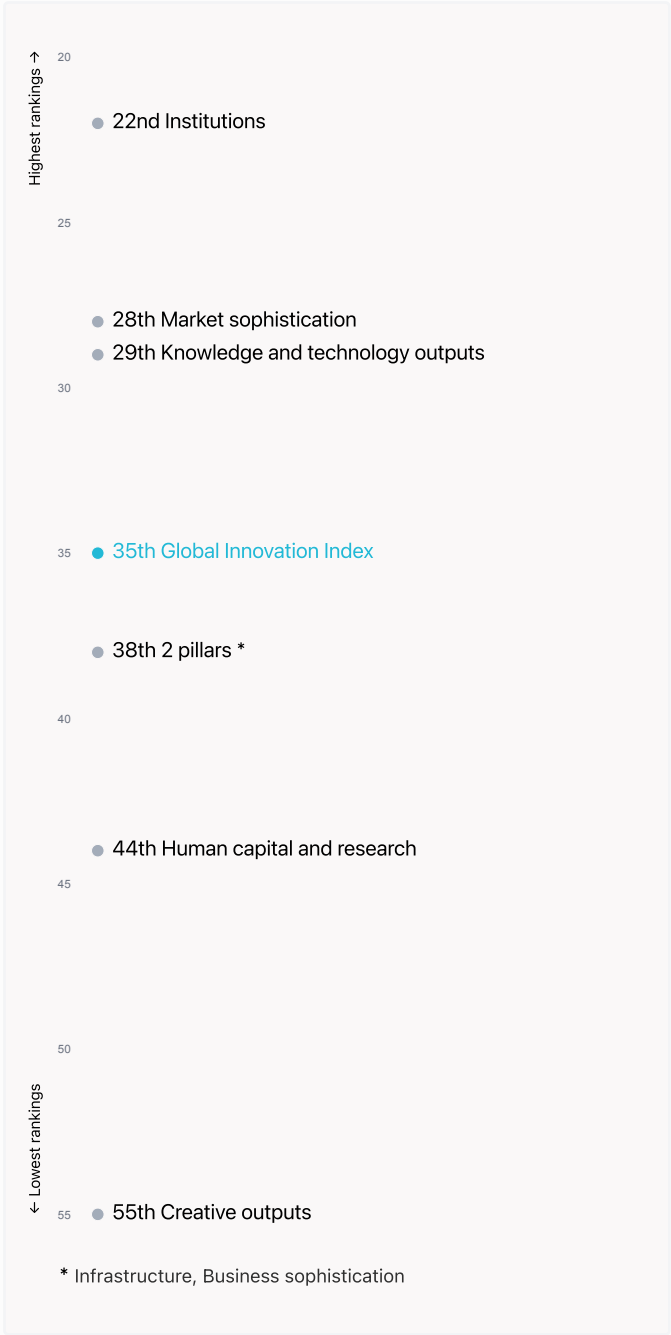 Highest rankings →
20
22nd Institutions
25
28th Market sophistication
29th Knowledge and technology outputs
30
35
35th Global Innovation Index
38th 2 pillars *
40
44th Human capital and research
45
50
← Lowest rankings
55
55th Creative outputs
* Infrastructure, Business sophistication